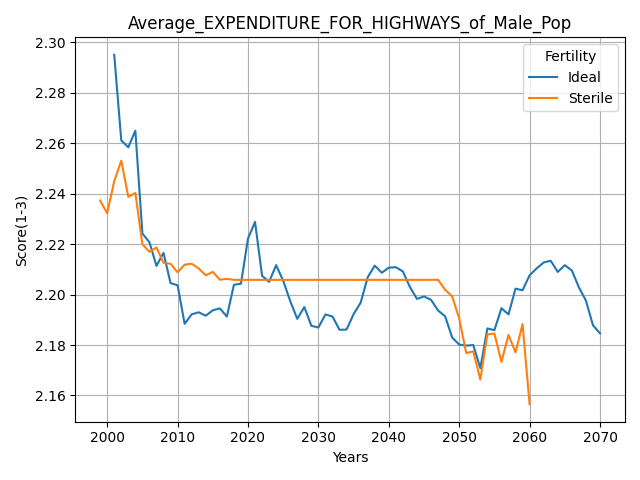 Average_EXPENDITURE_FOR_HIGHWAYS_of_Male_Pop
2.30
2.28
2.26
2.24
2.22
2.20
2.18
2.16
Score(1-3)
Fertility
Ideal
Sterile
2000 2010 2020 2030 2040 2050 2060 2070
Years